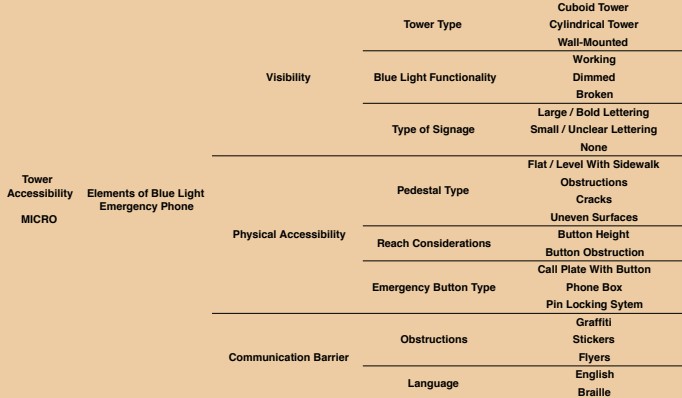 Tower
Accessibility
MICRO
Elements of Blue Light
Emergency Phone
Visibility
Tower Type
Cuboid Tower
Cylindrical Tower
Wall-Mounted
Blue Light Functionality
Working
Dimmed
Broken
Type of Signage
Large / Bold Lettering
Small / Unclear Lettering
None
Physical Accessibility
Pedestal Type
Flat / Level With Sidewalk
Obstructions
Cracks
Uneven Surfaces
Reach Considerations
Button Height
Button Obstruction
Emergency Button Type
Call Plate With Button
Phone Box
Pin Locking Sytem
Communication Barrier
Obstructions
Graffiti
Stickers
Flyers
Language
English
Braille